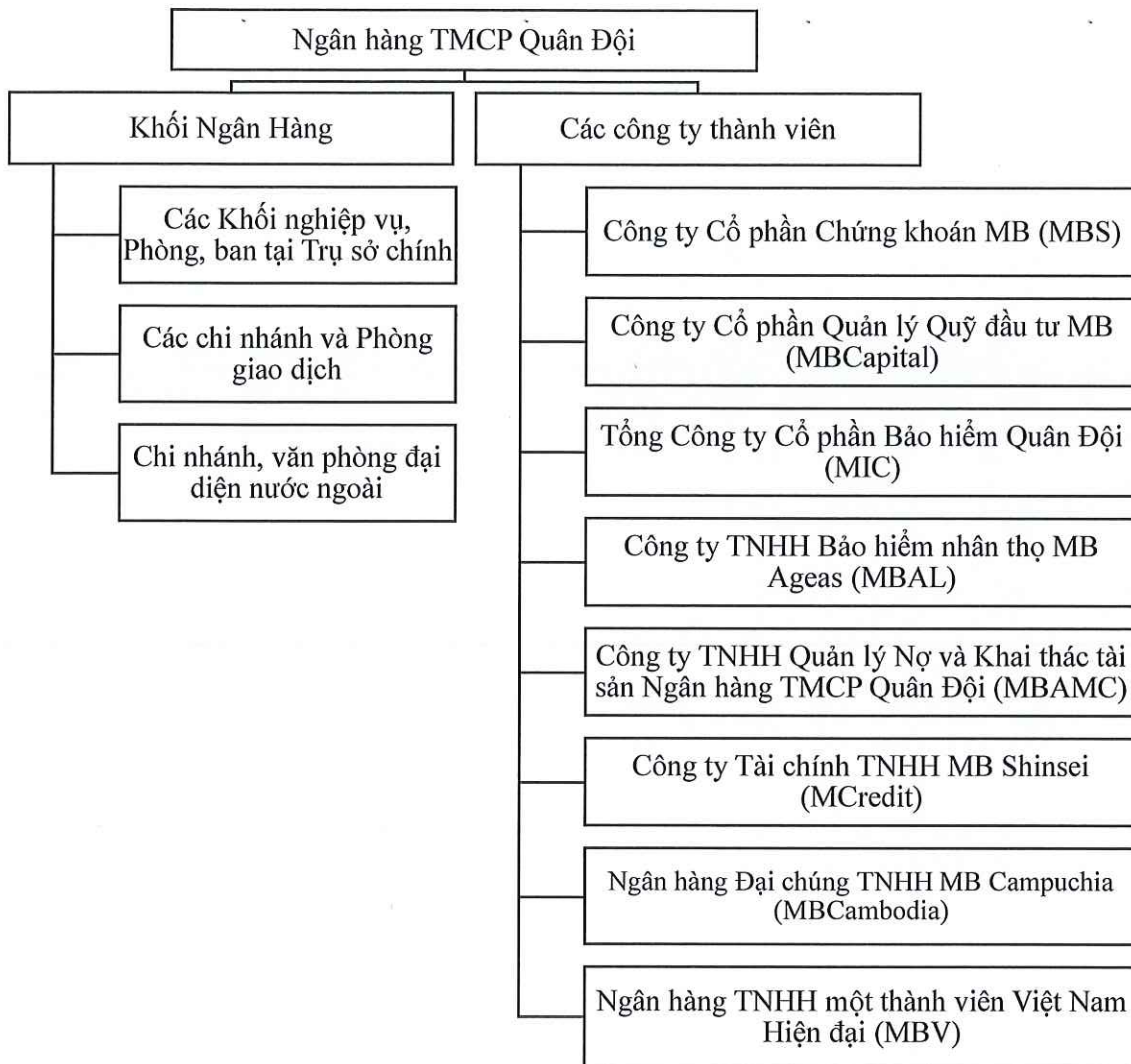 Ngân hàng TMCP Quân Đội
Khối Ngân Hàng
Các công ty thành viên
Các Khối nghiệp vụ,
Phòng, ban tại Trụ sở chính
Các chi nhánh và Phòng
giao dịch
Chi nhánh, văn phòng đại
diện nước ngoài
Công ty Cổ phần Chứng khoán MB (MBS)
Công ty Cổ phần Quản lý Quỹ đầu tư MB
(MBCapital)
Tổng Công ty Cổ phần Bảo hiểm Quân Đội
(MIC)
Công ty TNHH Bảo hiểm nhân thọ MB
Ageas (MBAL)
Công ty TNHH Quản lý Nợ và Khai thác tài
sản Ngân hàng TMCP Quân Đội (MBAMC)
Công ty Tài chính TNHH MB Shinsei
(MCredit)
Ngân hàng Đại chúng TNHH MB Campuchia
(MBCambodia)
Ngân hàng TNHH một thành viên Việt Nam
Hiện đại (MBV)